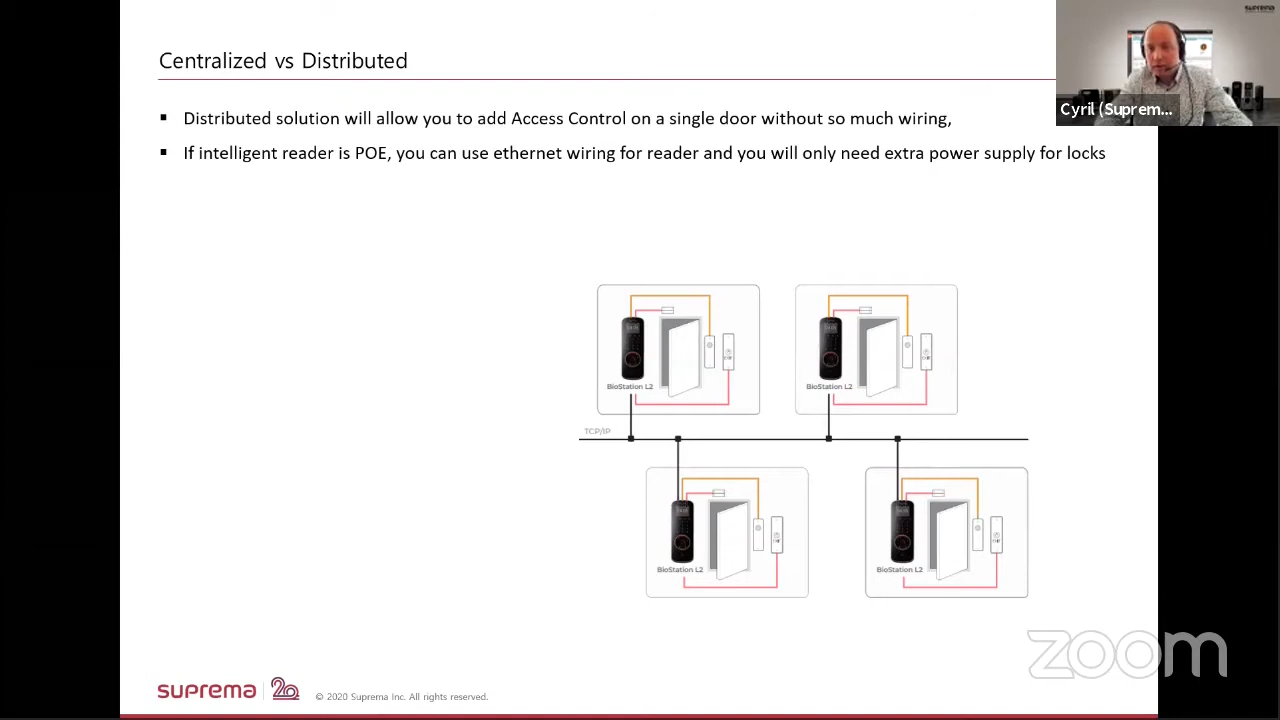 suprema
Centralized vs Distributed
Cyril (Suprem...
▪ Distributed solution will allow you to add Access Control on a single door without so much wiring,
▪ If intelligent reader is POE, you can use ethernet wiring for reader and you will only need extra power supply for locks
BioStation L2
BioStation L2
TCP/IP
BioStation L2
BioStation L2
zoom
suprema 20 © 2020 Suprema Inc. All rights reserved.